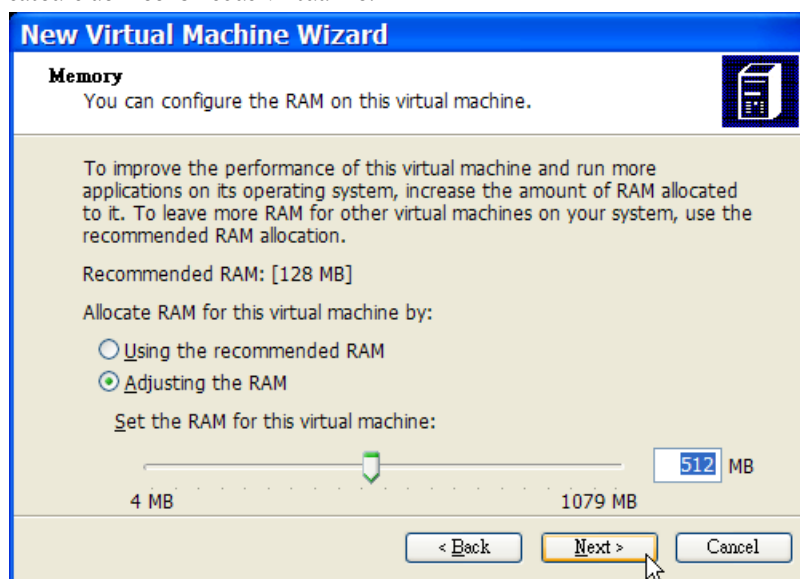 New Virtual Machine Wizard
Memory
You can configure the RAM on this virtual machine.
To improve the performance of this virtual machine and run more
applications on its operating system, increase the amount of RAM allocated
to it. To leave more RAM for other virtual machines on your system, use the
recommended RAM allocation.
Recommended RAM: [128 MB]
Allocate RAM for this virtual machine by:
Using the recommended RAM
Adjusting the RAM
Set the RAM for this virtual machine:
512 MB
4 MB 1079 MB
< Back Next > Cancel